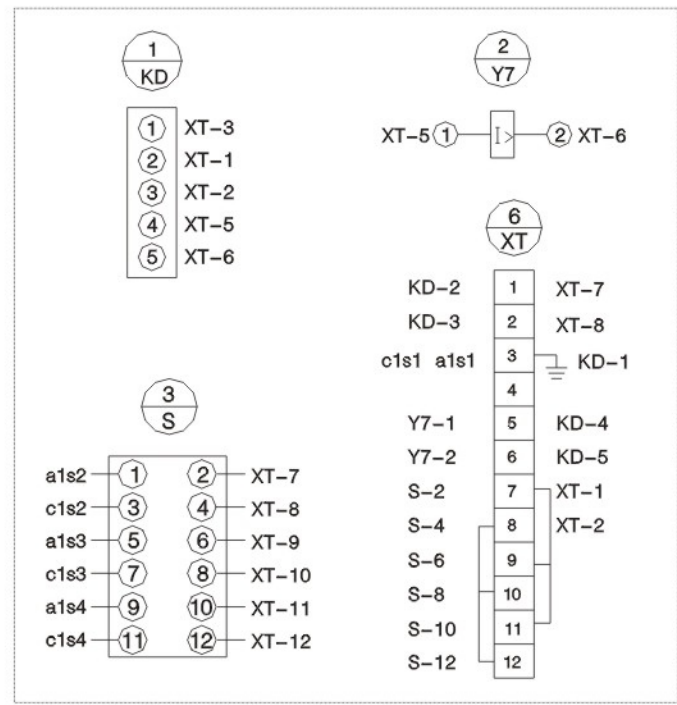 1
KD
1 XT-3
2 XT-1
3 XT-2
4 XT-5
5 XT-6
2
Y7
XT-5 1 I> 2 XT-6
6
XT
KD-2 1 XT-7
KD-3 2 XT-8
c1s1 a1s1 3 KD-1
4
Y7-1 5 KD-4
Y7-2 6 KD-5
S-2 7 XT-1
S-4 8 XT-2
S-6 9
S-8 10
S-10 11
S-12 12
3
S
a1s2 1 2 XT-7
c1s2 3 4 XT-8
a1s3 5 6 XT-9
c1s3 7 8 XT-10
a1s4 9 10 XT-11
c1s4 11 12 XT-12